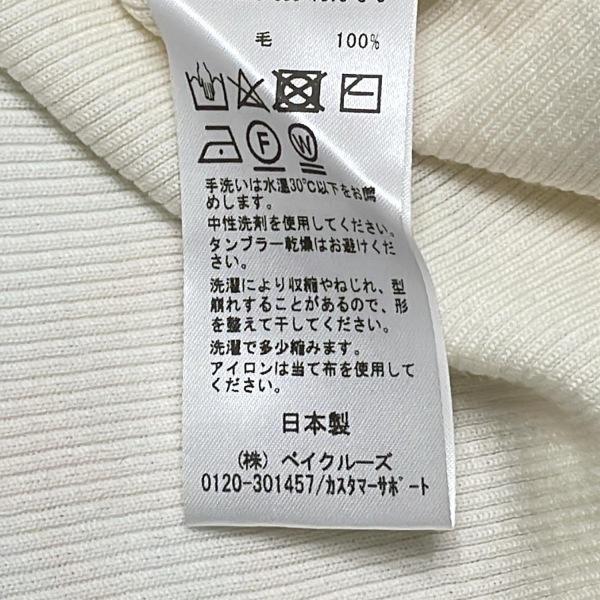 毛 100%
F W
手洗いは水温30℃以下をお薦
めします。
中性洗剤を使用してください。
タンブラー乾燥はお避けくだ
さい。
洗濯により収縮やねじれ、型
崩れすることがあるので、形
を整えて干してください。
洗濯で多少縮みます。
アイロンは当て布を使用して
ください。
日本製
(株) ベイクルーズ
0120-301457/カスタマーサポート